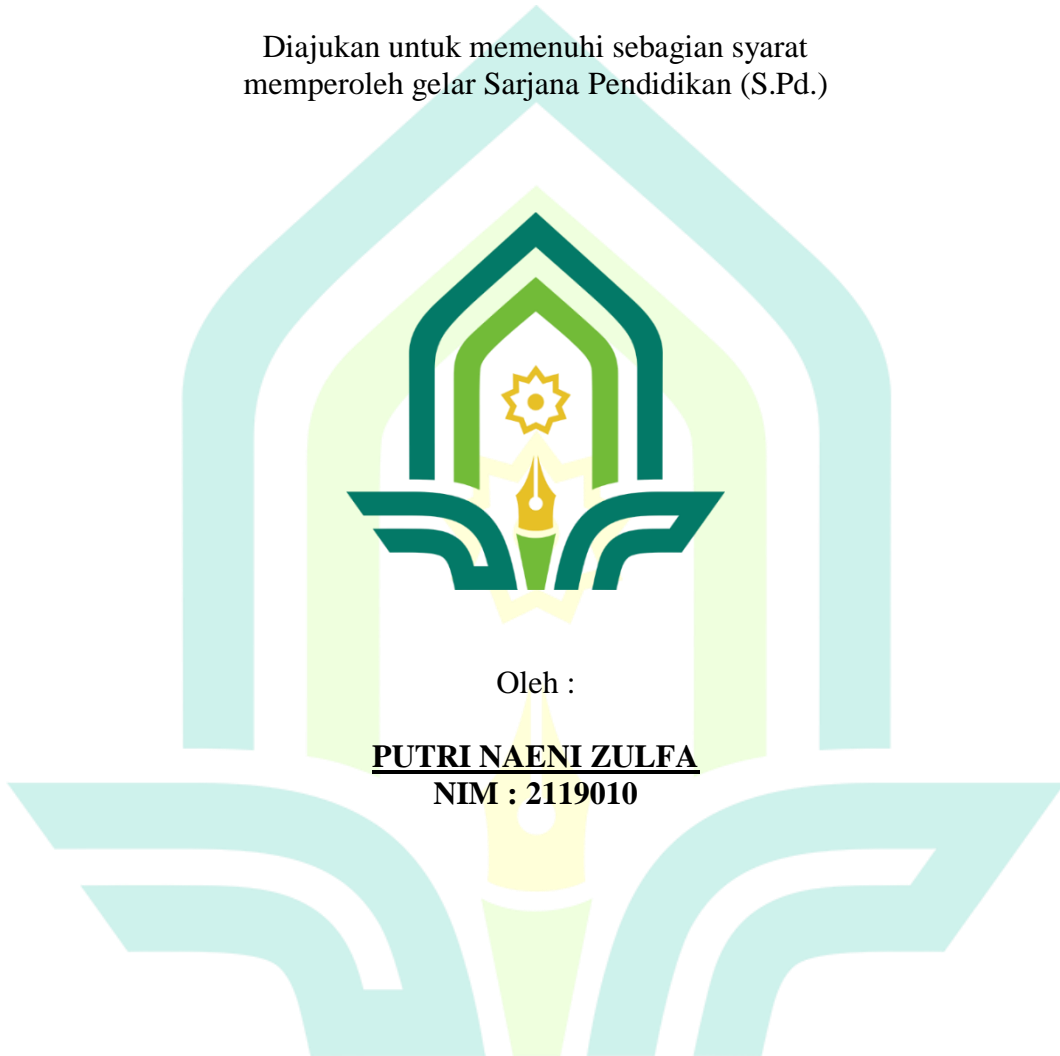 Diajukan untuk memenuhi sebagian syarat
memperoleh gelar Sarjana Pendidikan (S.Pd.)
Oleh :
PUTRI NAENI ZULFA
NIM : 2119010